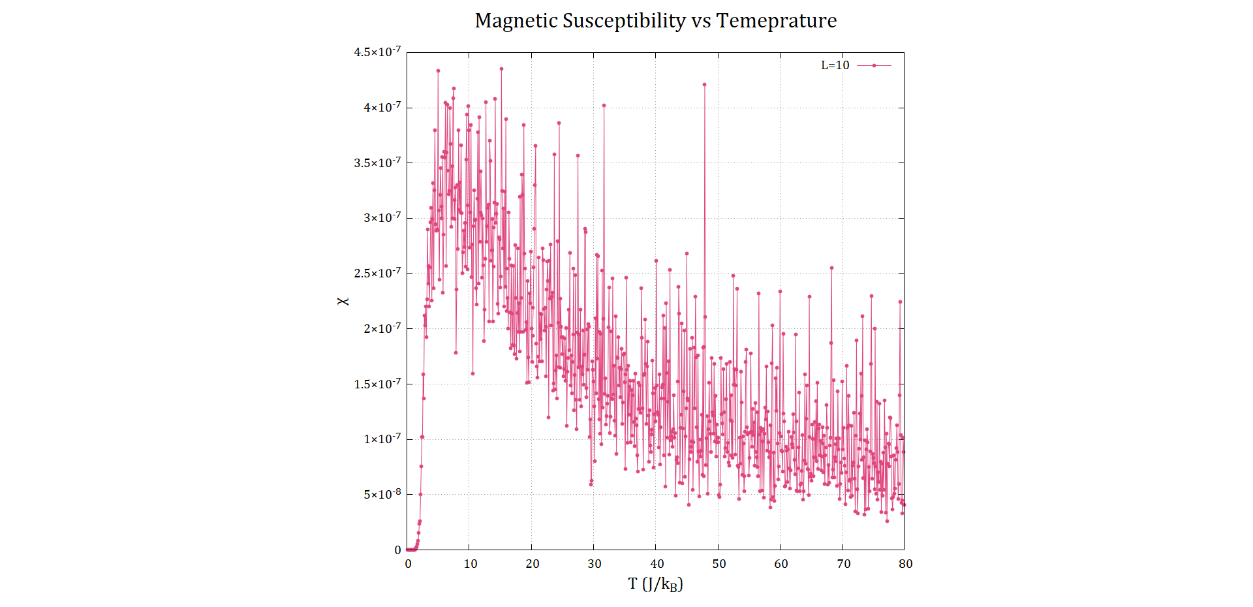 Magnetic Susceptibility vs Temeprature
4.5×10⁻⁷
L=10
4×10⁻⁷
3.5×10⁻⁷
3×10⁻⁷
2.5×10⁻⁷
χ
2×10⁻⁷
1.5×10⁻⁷
1×10⁻⁷
5×10⁻⁸
0
0 10 20 30 40 50 60 70 80
T (J/k_B)